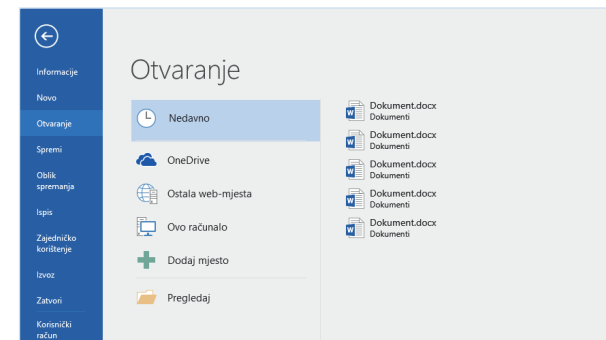 Informacije
Novo
Otvaranje
Spremi
Oblik
spremanja
Ispis
Zajedničko
korištenje
Izvoz
Zatvori
Korisnički
račun
Otvaranje
Nedavno
OneDrive
Ostala web-mjesta
Ovo računalo
Dodaj mjesto
Pregledaj
Dokument.docx
Dokumenti
Dokument.docx
Dokumenti
Dokument.docx
Dokumenti
Dokument.docx
Dokumenti
Dokument.docx
Dokumenti